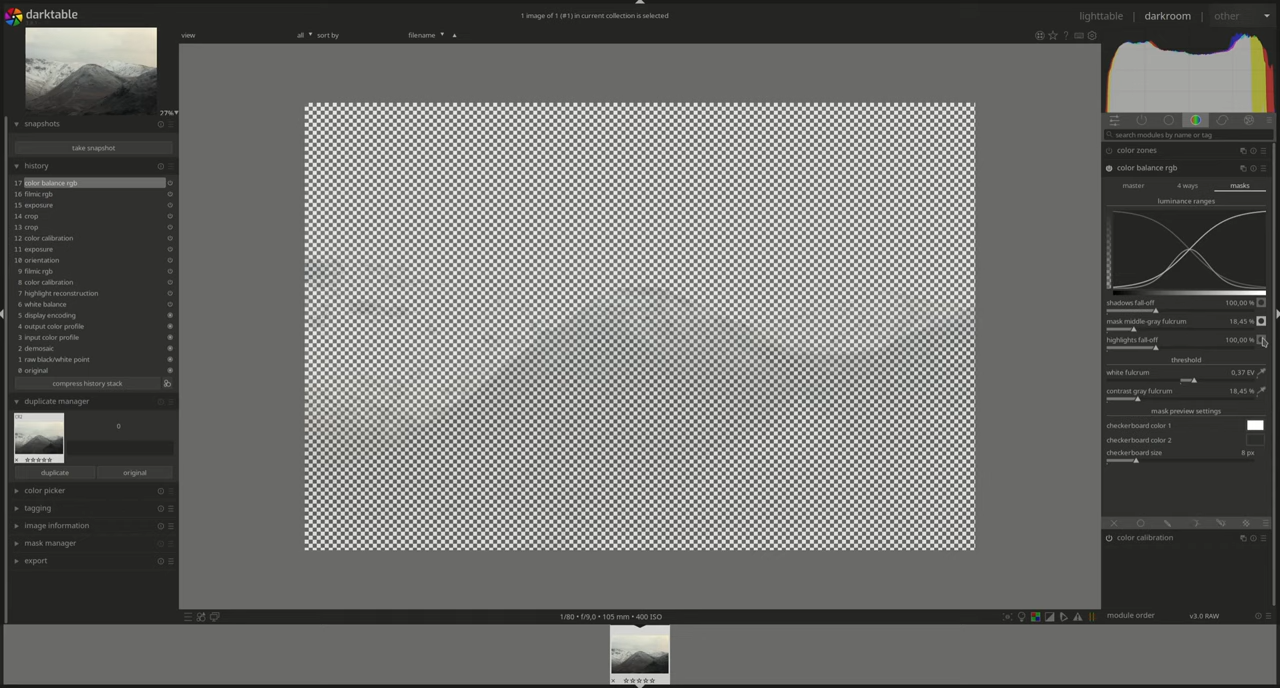 darktable
1 image of 1 (#1) in current collection is selected
lighttable
darkroom
other
view
all
sort by
filename
77%
snapshots
take snapshot
history
17 color balance rgb
16 filmic rgb
15 exposure
14 crop
13 crop
12 color calibration
11 exposure
10 orientation
9 filmic rgb
8 color calibration
7 highlight reconstruction
6 white balance
5 display encoding
4 output color profile
3 input color profile
2 demosaic
1 raw black/white point
0 original
compress history stack
duplicate manager
0
duplicate
original
color picker
tagging
image information
mask manager
export
1/80 • f/9,0 • 105 mm • 400 ISO
search modules by name or tag
color zones
color balance rgb
master
4 ways
masks
luminance ranges
shadows fall-off 100,00 %
mask middle-gray fulcrum 18,45 %
highlights fall-off 100,00 %
threshold
white fulcrum 0,37 EV
contrast gray fulcrum 18,45 %
mask preview settings
checkerboard color 1
checkerboard color 2
checkerboard size 8 px
color calibration
module order v3.0 RAW